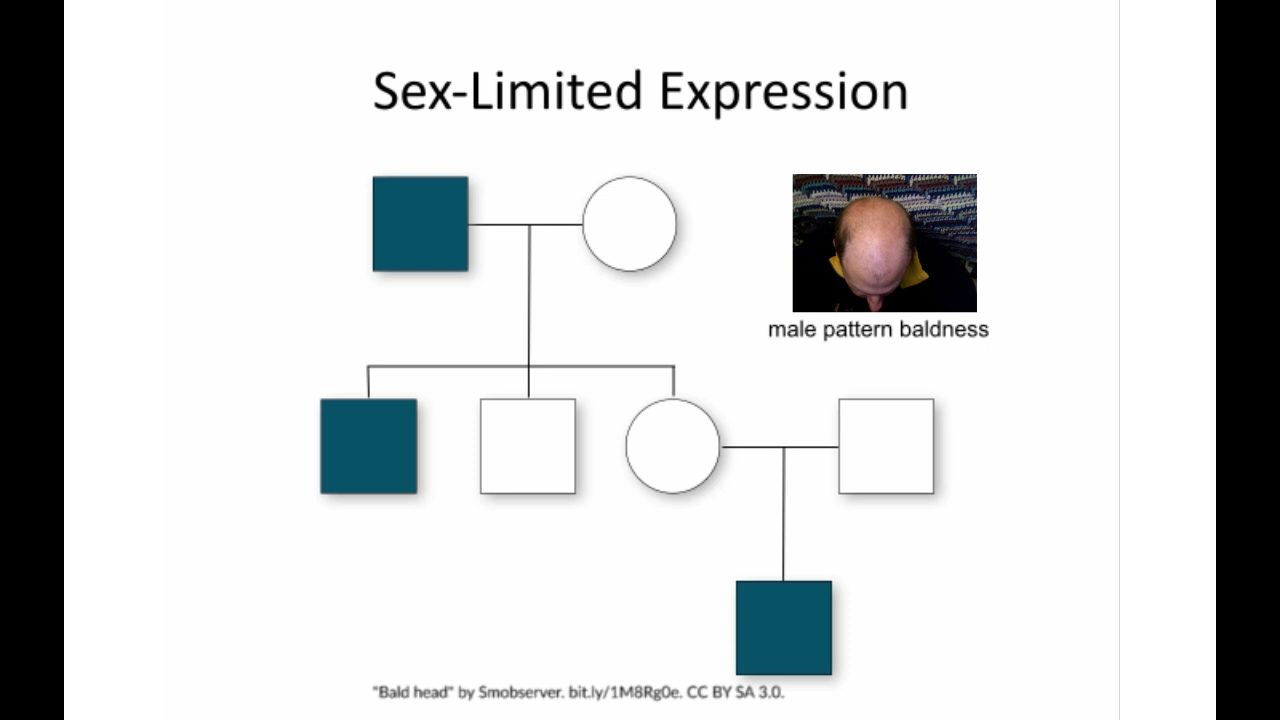 Sex-Limited Expression
male pattern baldness
"Bald head" by Smobserver. bit.ly/1M8Rg0e. CC BY SA 3.0.